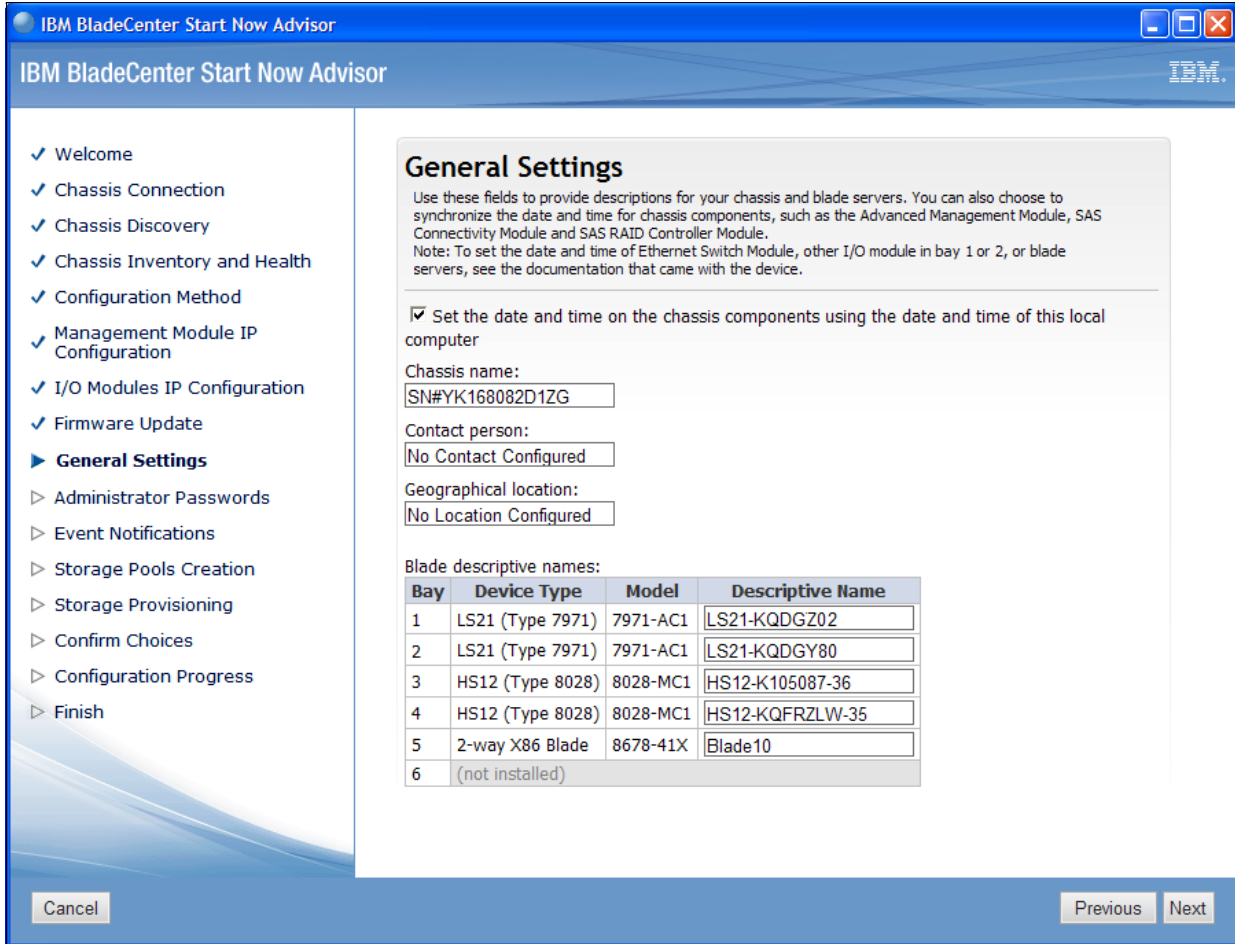 IBM BladeCenter Start Now Advisor
IBM BladeCenter Start Now Advisor
IBM.
Welcome
Chassis Connection
Chassis Discovery
Chassis Inventory and Health
Configuration Method
Management Module IP
Configuration
I/O Modules IP Configuration
Firmware Update
General Settings
Administrator Passwords
Event Notifications
Storage Pools Creation
Storage Provisioning
Confirm Choices
Configuration Progress
Finish
General Settings
Use these fields to provide descriptions for your chassis and blade servers. You can also choose to
synchronize the date and time for chassis components, such as the Advanced Management Module, SAS
Connectivity Module and SAS RAID Controller Module.
Note: To set the date and time of Ethernet Switch Module, other I/O module in bay 1 or 2, or blade
servers, see the documentation that came with the device.
Set the date and time on the chassis components using the date and time of this local
computer
Chassis name:
SN#YK168082D1ZG
Contact person:
No Contact Configured
Geographical location:
No Location Configured
Blade descriptive names:
Bay Device Type Model Descriptive Name
1 LS21 (Type 7971) 7971-AC1 LS21-KQDGZ02
2 LS21 (Type 7971) 7971-AC1 LS21-KQDGY80
3 HS12 (Type 8028) 8028-MC1 HS12-K105087-36
4 HS12 (Type 8028) 8028-MC1 HS12-KQFRZLW-35
5 2-way X86 Blade 8678-41X Blade10
6 (not installed)
Cancel Previous Next